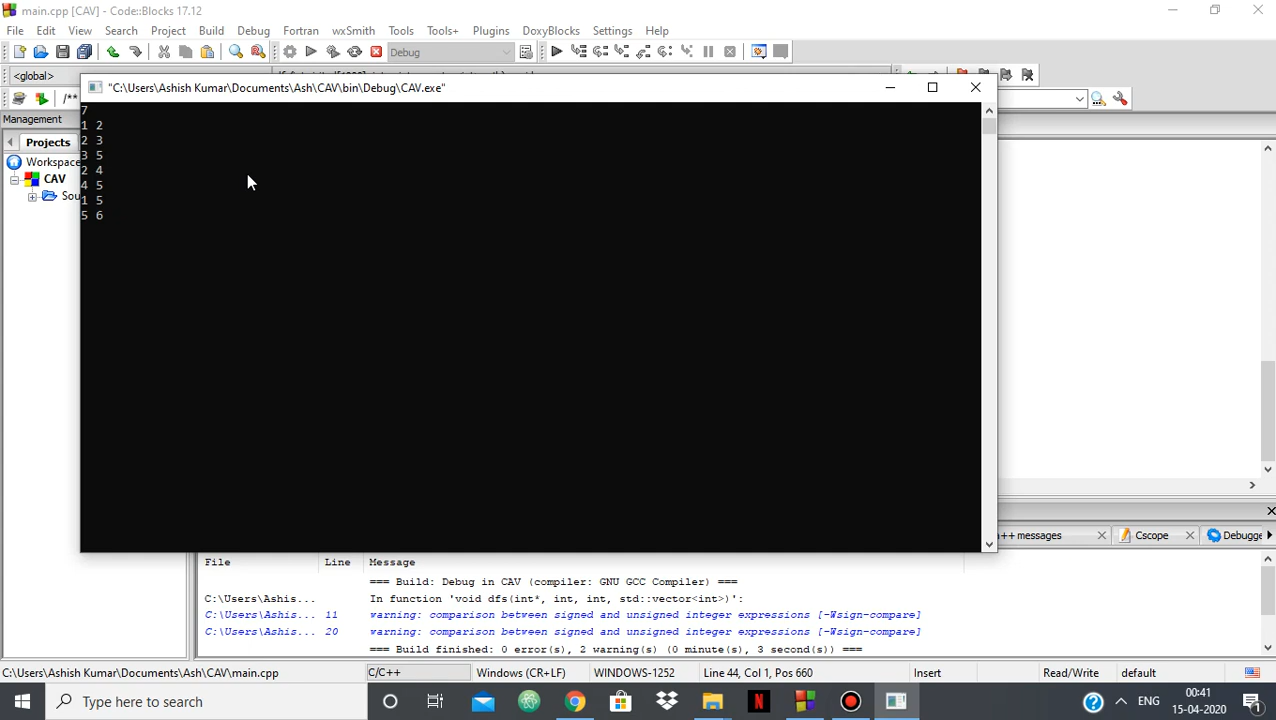 main.cpp [CAV] - Code::Blocks 17.12
File Edit View Search Project Build Debug Fortran wxSmith Tools Tools+ Plugins DoxyBlocks Settings Help
Debug
<global>
"C:\Users\Ashish Kumar\Documents\Ash\CAV\bin\Debug\CAV.exe"
/**
Management
Projects
Workspace
CAV
Sou
7
1 2
2 3
3 5
2 4
4 5
1 5
5 6
++ messages
Cscope
Debugge
File Line Message
=== Build: Debug in CAV (compiler: GNU GCC Compiler) ===
C:\Users\Ashis... In function 'void dfs(int*, int, int, std::vector<int>)':
C:\Users\Ashis... 11 warning: comparison between signed and unsigned integer expressions [-Wsign-compare]
C:\Users\Ashis... 20 warning: comparison between signed and unsigned integer expressions [-Wsign-compare]
=== Build finished: 0 error(s), 2 warning(s) (0 minute(s), 3 second(s)) ===
C:\Users\Ashish Kumar\Documents\Ash\CAV\main.cpp C/C++ Windows (CR+LF) WINDOWS-1252 Line 44, Col 1, Pos 660 Insert Read/Write default
Type here to search
ENG
00:41
15-04-2020
1